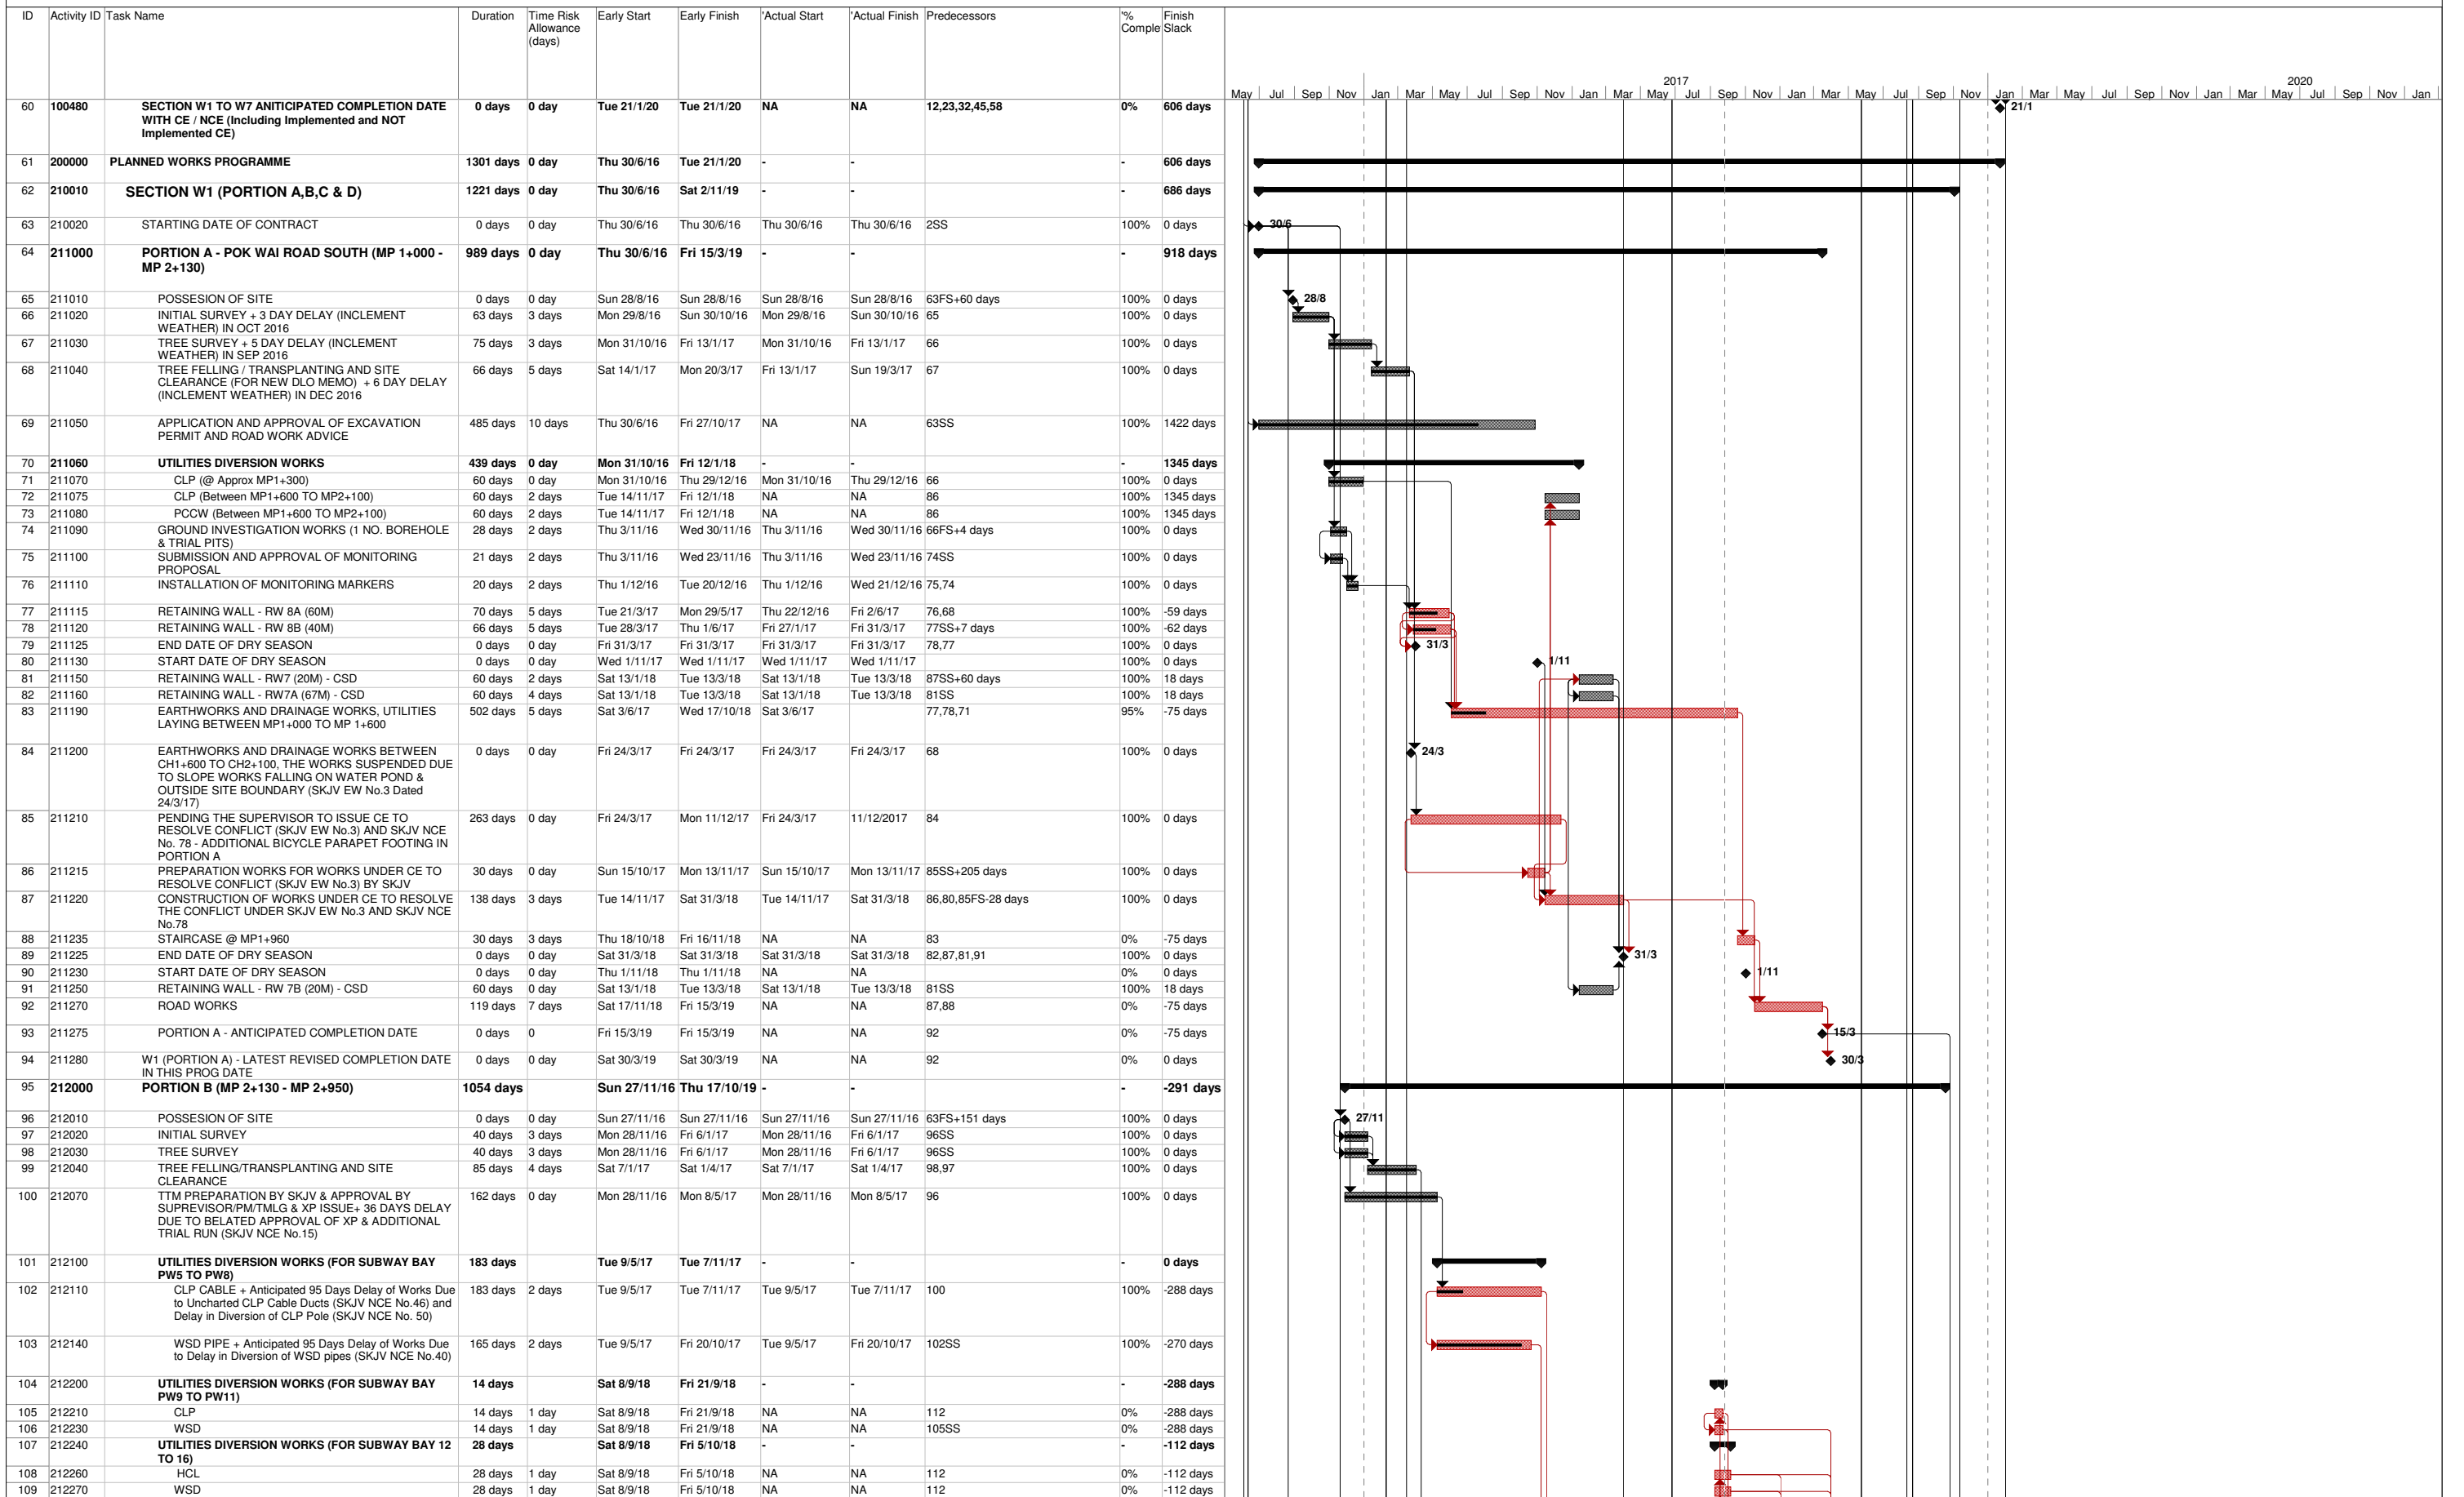 ID Activity ID Task Name Duration Time Risk Allowance (days) Early Start Early Finish 'Actual Start 'Actual Finish Predecessors '% Comple Finish Slack
2017 2020
May Jul Sep Nov Jan Mar May Jul Sep Nov Jan Mar May Jul Sep Nov Jan Mar May Jul Sep Nov Jan Mar May Jul Sep Nov Jan Mar May Jul Sep Nov Jan
60 100480 SECTION W1 TO W7 ANITICIPATED COMPLETION DATE 0 days 0 day Tue 21/1/20 Tue 21/1/20 NA NA 12,23,32,45,58 0% 606 days 21/1
WITH CE / NCE (Including Implemented and NOT
Implemented CE)
61 200000 PLANNED WORKS PROGRAMME 1301 days 0 day Thu 30/6/16 Tue 21/1/20 - - - 606 days
62 210010 SECTION W1 (PORTION A,B,C & D) 1221 days 0 day Thu 30/6/16 Sat 2/11/19 - - - 686 days
63 210020 STARTING DATE OF CONTRACT 0 days 0 day Thu 30/6/16 Thu 30/6/16 Thu 30/6/16 Thu 30/6/16 2SS 100% 0 days 30/6
64 211000 PORTION A - POK WAI ROAD SOUTH (MP 1+000 - 989 days 0 day Thu 30/6/16 Fri 15/3/19 - - - 918 days
MP 2+130)
65 211010 POSSESION OF SITE 0 days 0 day Sun 28/8/16 Sun 28/8/16 Sun 28/8/16 Sun 28/8/16 63FS+60 days 100% 0 days 28/8
66 211020 INITIAL SURVEY + 3 DAY DELAY (INCLEMENT 63 days 3 days Mon 29/8/16 Sun 30/10/16 Mon 29/8/16 Sun 30/10/16 65 100% 0 days
WEATHER) IN OCT 2016
67 211030 TREE SURVEY + 5 DAY DELAY (INCLEMENT 75 days 3 days Mon 31/10/16 Fri 13/1/17 Mon 31/10/16 Fri 13/1/17 66 100% 0 days
WEATHER) IN SEP 2016
68 211040 TREE FELLING / TRANSPLANTING AND SITE 66 days 5 days Sat 14/1/17 Mon 20/3/17 Fri 13/1/17 Sun 19/3/17 67 100% 0 days
CLEARANCE (FOR NEW DLO MEMO) + 6 DAY DELAY
(INCLEMENT WEATHER) IN DEC 2016
69 211050 APPLICATION AND APPROVAL OF EXCAVATION 485 days 10 days Thu 30/6/16 Fri 27/10/17 NA NA 63SS 100% 1422 days
PERMIT AND ROAD WORK ADVICE
70 211060 UTILITIES DIVERSION WORKS 439 days 0 day Mon 31/10/16 Fri 12/1/18 - - - 1345 days
71 211070 CLP (@ Approx MP1+300) 60 days 0 day Mon 31/10/16 Thu 29/12/16 Mon 31/10/16 Thu 29/12/16 66 100% 0 days
72 211075 CLP (Between MP1+600 TO MP2+100) 60 days 2 days Tue 14/11/17 Fri 12/1/18 NA NA 86 100% 1345 days
73 211080 PCCW (Between MP1+600 TO MP2+100) 60 days 2 days Tue 14/11/17 Fri 12/1/18 NA NA 86 100% 1345 days
74 211090 GROUND INVESTIGATION WORKS (1 NO. BOREHOLE 28 days 2 days Thu 3/11/16 Wed 30/11/16 Thu 3/11/16 Wed 30/11/16 66FS+4 days 100% 0 days
& TRIAL PITS)
75 211100 SUBMISSION AND APPROVAL OF MONITORING 21 days 2 days Thu 3/11/16 Wed 23/11/16 Thu 3/11/16 Wed 23/11/16 74SS 100% 0 days
PROPOSAL
76 211110 INSTALLATION OF MONITORING MARKERS 20 days 2 days Thu 1/12/16 Tue 20/12/16 Thu 1/12/16 Wed 21/12/16 75,74 100% 0 days
77 211115 RETAINING WALL - RW 8A (60M) 70 days 5 days Tue 21/3/17 Mon 29/5/17 Thu 22/12/16 Fri 2/6/17 76,68 100% -59 days
78 211120 RETAINING WALL - RW 8B (40M) 66 days 5 days Tue 28/3/17 Thu 1/6/17 Fri 27/1/17 Fri 31/3/17 77SS+7 days 100% -62 days
79 211125 END DATE OF DRY SEASON 0 days 0 day Fri 31/3/17 Fri 31/3/17 Fri 31/3/17 Fri 31/3/17 78,77 100% 0 days 31/3
80 211130 START DATE OF DRY SEASON 0 days 0 day Wed 1/11/17 Wed 1/11/17 Wed 1/11/17 Wed 1/11/17 100% 0 days 1/11
81 211150 RETAINING WALL - RW7 (20M) - CSD 60 days 2 days Sat 13/1/18 Tue 13/3/18 Sat 13/1/18 Tue 13/3/18 87SS+60 days 100% 18 days
82 211160 RETAINING WALL - RW7A (67M) - CSD 60 days 4 days Sat 13/1/18 Tue 13/3/18 Sat 13/1/18 Tue 13/3/18 81SS 100% 18 days
83 211190 EARTHWORKS AND DRAINAGE WORKS, UTILITIES 502 days 5 days Sat 3/6/17 Wed 17/10/18 Sat 3/6/17 77,78,71 95% -75 days
LAYING BETWEEN MP1+000 TO MP 1+600
84 211200 EARTHWORKS AND DRAINAGE WORKS BETWEEN 0 days 0 day Fri 24/3/17 Fri 24/3/17 Fri 24/3/17 Fri 24/3/17 68 100% 0 days 24/3
CH1+600 TO CH2+100, THE WORKS SUSPENDED DUE
TO SLOPE WORKS FALLING ON WATER POND &
OUTSIDE SITE BOUNDARY (SKJV EW No.3 Dated
24/3/17)
85 211210 PENDING THE SUPERVISOR TO ISSUE CE TO 263 days 0 day Fri 24/3/17 Mon 11/12/17 Fri 24/3/17 11/12/2017 84 100% 0 days
RESOLVE CONFLICT (SKJV EW No.3) AND SKJV NCE
No. 78 - ADDITIONAL BICYCLE PARAPET FOOTING IN
PORTION A
86 211215 PREPARATION WORKS FOR WORKS UNDER CE TO 30 days 0 day Sun 15/10/17 Mon 13/11/17 Sun 15/10/17 Mon 13/11/17 85SS+205 days 100% 0 days
RESOLVE CONFLICT (SKJV EW No.3) BY SKJV
87 211220 CONSTRUCTION OF WORKS UNDER CE TO RESOLVE 138 days 3 days Tue 14/11/17 Sat 31/3/18 Tue 14/11/17 Sat 31/3/18 86,80,85FS-28 days 100% 0 days
THE CONFLICT UNDER SKJV EW No.3 AND SKJV NCE
No.78
88 211235 STAIRCASE @ MP1+960 30 days 3 days Thu 18/10/18 Fri 16/11/18 NA NA 83 0% -75 days
89 211225 END DATE OF DRY SEASON 0 days 0 day Sat 31/3/18 Sat 31/3/18 Sat 31/3/18 Sat 31/3/18 82,87,81,91 100% 0 days 31/3
90 211230 START DATE OF DRY SEASON 0 days 0 day Thu 1/11/18 Thu 1/11/18 NA NA 0% 0 days 1/11
91 211250 RETAINING WALL - RW 7B (20M) - CSD 60 days 0 day Sat 13/1/18 Tue 13/3/18 Sat 13/1/18 Tue 13/3/18 81SS 100% 18 days
92 211270 ROAD WORKS 119 days 7 days Sat 17/11/18 Fri 15/3/19 NA NA 87,88 0% -75 days
93 211275 PORTION A - ANTICIPATED COMPLETION DATE 0 days 0 Fri 15/3/19 Fri 15/3/19 NA NA 92 0% -75 days 15/3
94 211280 W1 (PORTION A) - LATEST REVISED COMPLETION DATE 0 days 0 day Sat 30/3/19 Sat 30/3/19 NA NA 92 0% 0 days 30/3
IN THIS PROG DATE
95 212000 PORTION B (MP 2+130 - MP 2+950) 1054 days Sun 27/11/16 Thu 17/10/19 - - - -291 days
96 212010 POSSESION OF SITE 0 days 0 day Sun 27/11/16 Sun 27/11/16 Sun 27/11/16 Sun 27/11/16 63FS+151 days 100% 0 days 27/11
97 212020 INITIAL SURVEY 40 days 3 days Mon 28/11/16 Fri 6/1/17 Mon 28/11/16 Fri 6/1/17 96SS 100% 0 days
98 212030 TREE SURVEY 40 days 3 days Mon 28/11/16 Fri 6/1/17 Mon 28/11/16 Fri 6/1/17 96SS 100% 0 days
99 212040 TREE FELLING/TRANSPLANTING AND SITE 85 days 4 days Sat 7/1/17 Sat 1/4/17 Sat 7/1/17 Sat 1/4/17 98,97 100% 0 days
CLEARANCE
100 212070 TTM PREPARATION BY SKJV & APPROVAL BY 162 days 0 day Mon 28/11/16 Mon 8/5/17 Mon 28/11/16 Mon 8/5/17 96 100% 0 days
SUPREVISOR/PM/TMLG & XP ISSUE+ 36 DAYS DELAY
DUE TO BELATED APPROVAL OF XP & ADDITIONAL
TRIAL RUN (SKJV NCE No.15)
101 212100 UTILITIES DIVERSION WORKS (FOR SUBWAY BAY 183 days Tue 9/5/17 Tue 7/11/17 - - - 0 days
PW5 TO PW8)
102 212110 CLP CABLE + Anticipated 95 Days Delay of Works Due 183 days 2 days Tue 9/5/17 Tue 7/11/17 Tue 9/5/17 Tue 7/11/17 100 100% -288 days
to Uncharted CLP Cable Ducts (SKJV NCE No.46) and
Delay in Diversion of CLP Pole (SKJV NCE No. 50)
103 212140 WSD PIPE + Anticipated 95 Days Delay of Works Due 165 days 2 days Tue 9/5/17 Fri 20/10/17 Tue 9/5/17 Fri 20/10/17 102SS 100% -270 days
to Delay in Diversion of WSD pipes (SKJV NCE No.40)
104 212200 UTILITIES DIVERSION WORKS (FOR SUBWAY BAY 14 days Sat 8/9/18 Fri 21/9/18 - - - -288 days
PW9 TO PW11)
105 212210 CLP 14 days 1 day Sat 8/9/18 Fri 21/9/18 NA NA 112 0% -288 days
106 212230 WSD 14 days 1 day Sat 8/9/18 Fri 21/9/18 NA NA 105SS 0% -288 days
107 212240 UTILITIES DIVERSION WORKS (FOR SUBWAY BAY 12 28 days Sat 8/9/18 Fri 5/10/18 - - - -112 days
TO 16)
108 212260 HCL 28 days 1 day Sat 8/9/18 Fri 5/10/18 NA NA 112 0% -112 days
109 212270 WSD 28 days 1 day Sat 8/9/18 Fri 5/10/18 NA NA 112 0% -112 days